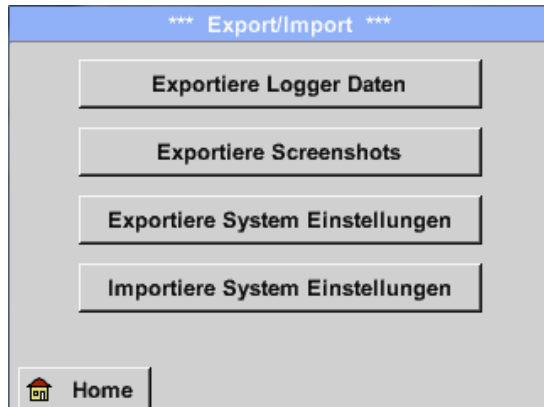 *** Export/Import ***
Exportiere Logger Daten
Exportiere Screenshots
Exportiere System Einstellungen
Importiere System Einstellungen
Home